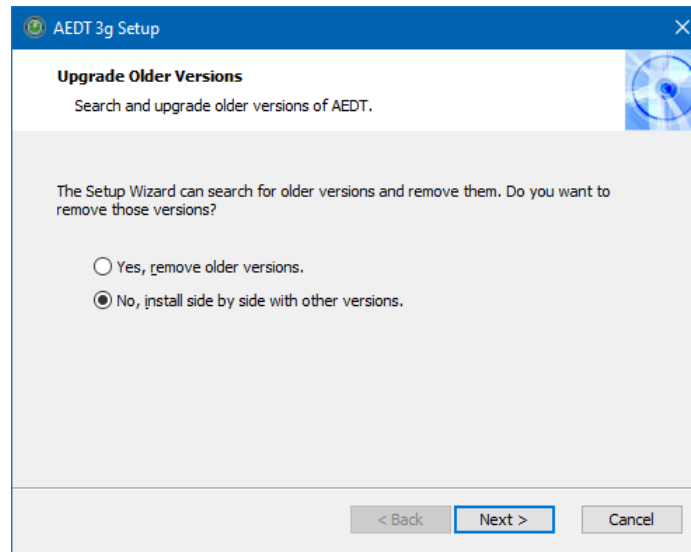 AEDT 3g Setup
Upgrade Older Versions
Search and upgrade older versions of AEDT.
The Setup Wizard can search for older versions and remove them. Do you want to
remove those versions?
Yes, remove older versions.
No, install side by side with other versions.
< Back
Next >
Cancel